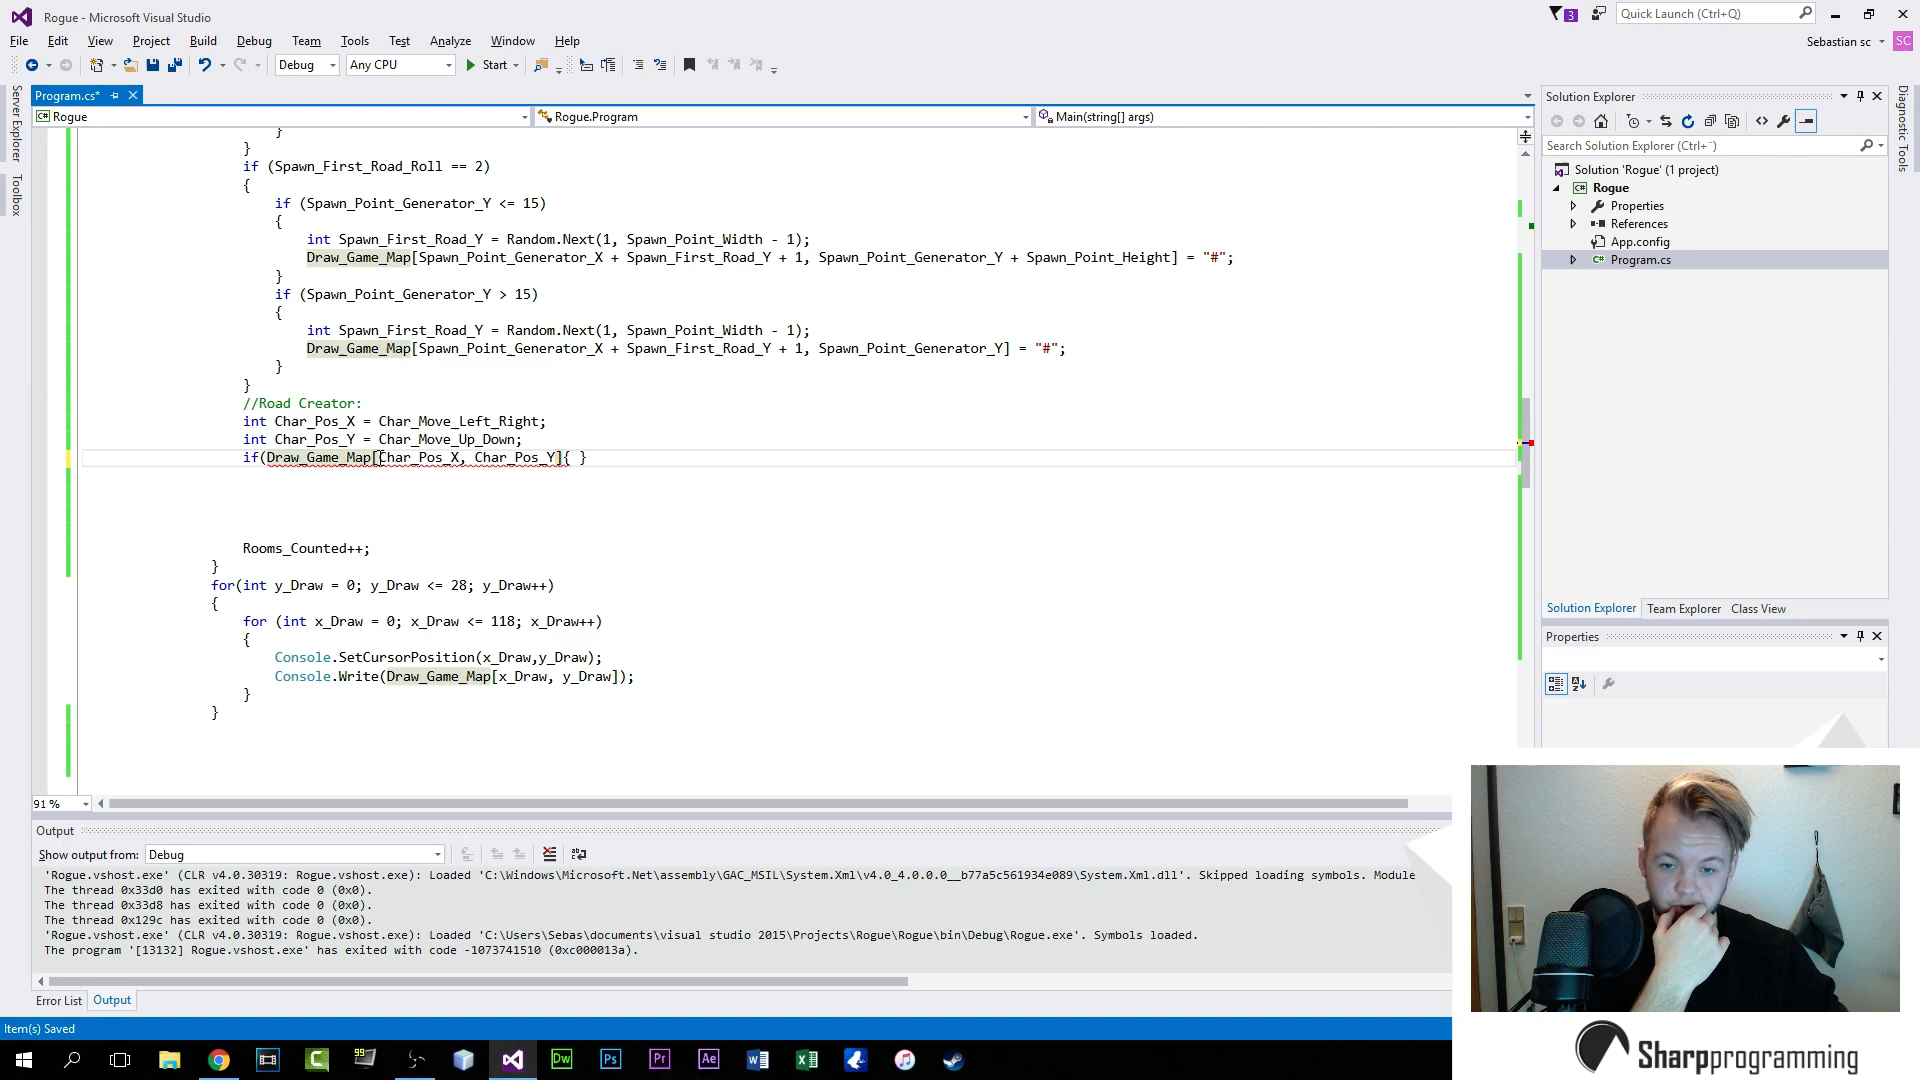 Rogue - Microsoft Visual Studio
3
Quick Launch (Ctrl+Q)
File Edit View Project Build Debug Team Tools Test Analyze Window Help
Sebastian sc
SC
Debug
Any CPU
Start
Server Explorer
Toolbox
Program.cs*
Rogue
Rogue.Program
Main(string[] args)
}
}
if (Spawn_First_Road_Roll == 2)
{
if (Spawn_Point_Generator_Y <= 15)
{
int Spawn_First_Road_Y = Random.Next(1, Spawn_Point_Width - 1);
Draw_Game_Map[Spawn_Point_Generator_X + Spawn_First_Road_Y + 1, Spawn_Point_Generator_Y + Spawn_Point_Height] = "#";
}
if (Spawn_Point_Generator_Y > 15)
{
int Spawn_First_Road_Y = Random.Next(1, Spawn_Point_Width - 1);
Draw_Game_Map[Spawn_Point_Generator_X + Spawn_First_Road_Y + 1, Spawn_Point_Generator_Y] = "#";
}
}
//Road Creator:
int Char_Pos_X = Char_Move_Left_Right;
int Char_Pos_Y = Char_Move_Up_Down;
if(Draw_Game_Map[Char_Pos_X, Char_Pos_Y]{ }
Rooms_Counted++;
}
for(int y_Draw = 0; y_Draw <= 28; y_Draw++)
{
for (int x_Draw = 0; x_Draw <= 118; x_Draw++)
{
Console.SetCursorPosition(x_Draw,y_Draw);
Console.Write(Draw_Game_Map[x_Draw, y_Draw]);
}
}
91 %
Solution Explorer
Search Solution Explorer (Ctrl+¨)
Solution 'Rogue' (1 project)
Rogue
Properties
References
App.config
Program.cs
Solution Explorer Team Explorer Class View
Properties
Diagnostic Tools
Output
Show output from: Debug
'Rogue.vshost.exe' (CLR v4.0.30319: Rogue.vshost.exe): Loaded 'C:\Windows\Microsoft.Net\assembly\GAC_MSIL\System.Xml\v4.0_4.0.0.0__b77a5c561934e089\System.Xml.dll'. Skipped loading symbols. Module
The thread 0x33d0 has exited with code 0 (0x0).
The thread 0x33d8 has exited with code 0 (0x0).
The thread 0x129c has exited with code 0 (0x0).
'Rogue.vshost.exe' (CLR v4.0.30319: Rogue.vshost.exe): Loaded 'C:\Users\Sebas\documents\visual studio 2015\Projects\Rogue\Rogue\bin\Debug\Rogue.exe'. Symbols loaded.
The program '[13132] Rogue.vshost.exe' has exited with code -1073741510 (0xc000013a).
Error List Output
Item(s) Saved
99
Dw Ps Pr Ae
Sharpprogramming